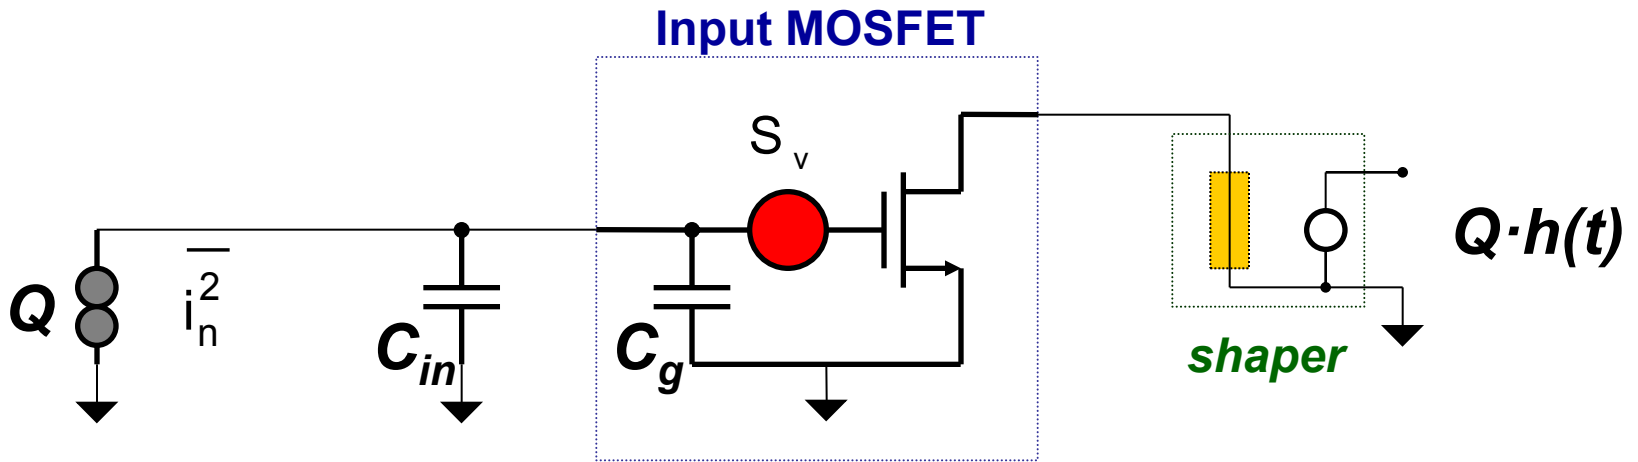 Input MOSFET
S v
Q
i n 2
C in
C g
shaper
Q·h(t)